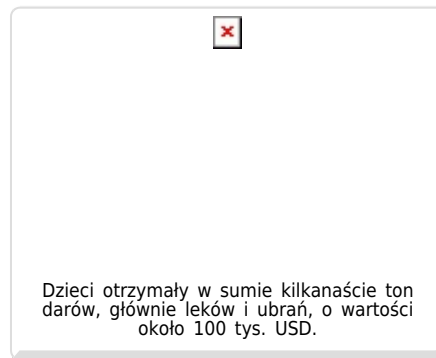 Dzieci otrzymały w sumie kilkanaście ton
darów, głównie leków i ubrań, o wartości
około 100 tys. USD.